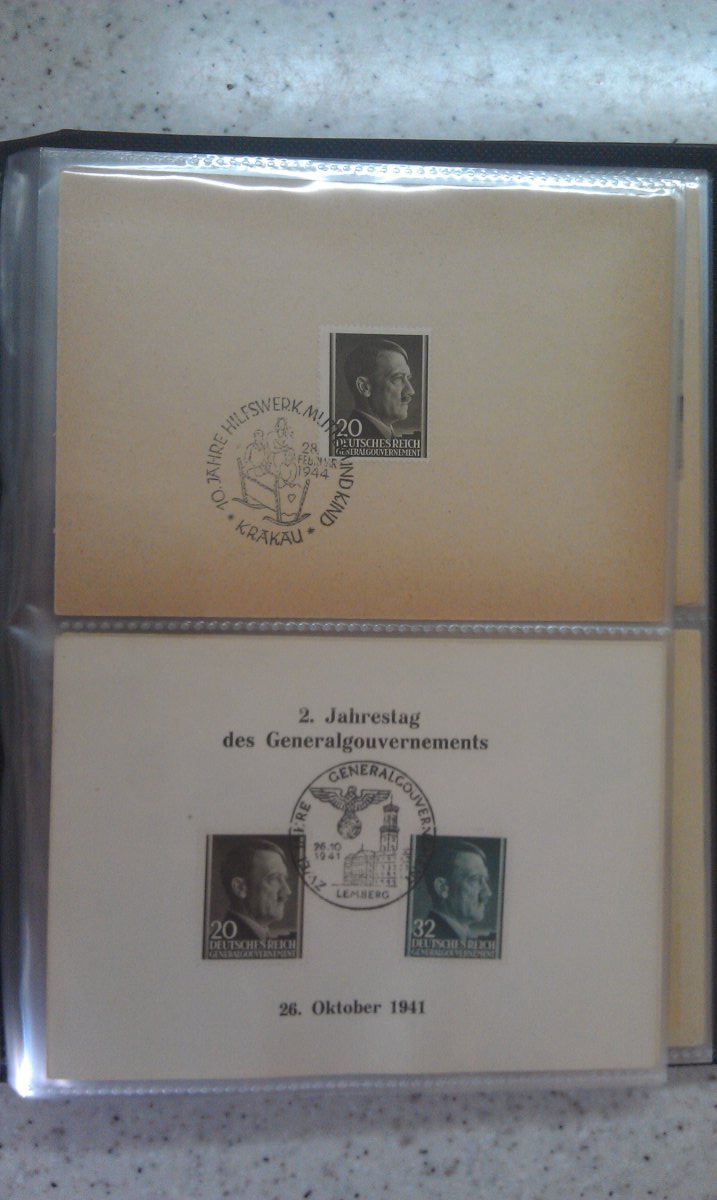 20
DEUTSCHES REICH
GENERALGOUVERNEMENT
10. JAHRE HILFSWERK MUTTER UND KIND
28.
FEBRUAR
1944
* KRAKAU *
2. Jahrestag
des Generalgouvernements
GENERALGOUVERNEMENT
26.10
1941
LEMBERG
20
DEUTSCHES REICH
GENERALGOUVERNEMENT
32
DEUTSCHES REICH
GENERALGOUVERNEMENT
26. Oktober 1941